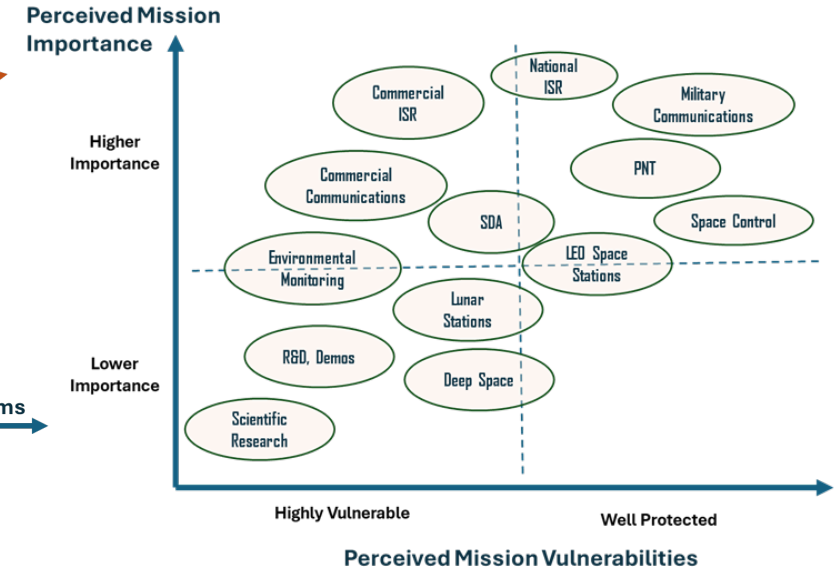 Perceived Mission
Importance
National
ISR
Commercial
ISR
Military
Communications
Higher
Importance
PNT
Commercial
Communications
SDA
Space Control
Environmental
Monitoring
LEO Space
Stations
Lunar
Stations
R&D, Demos
Lower
Importance
Deep Space
ms
Scientific
Research
Highly Vulnerable
Well Protected
Perceived Mission Vulnerabilities